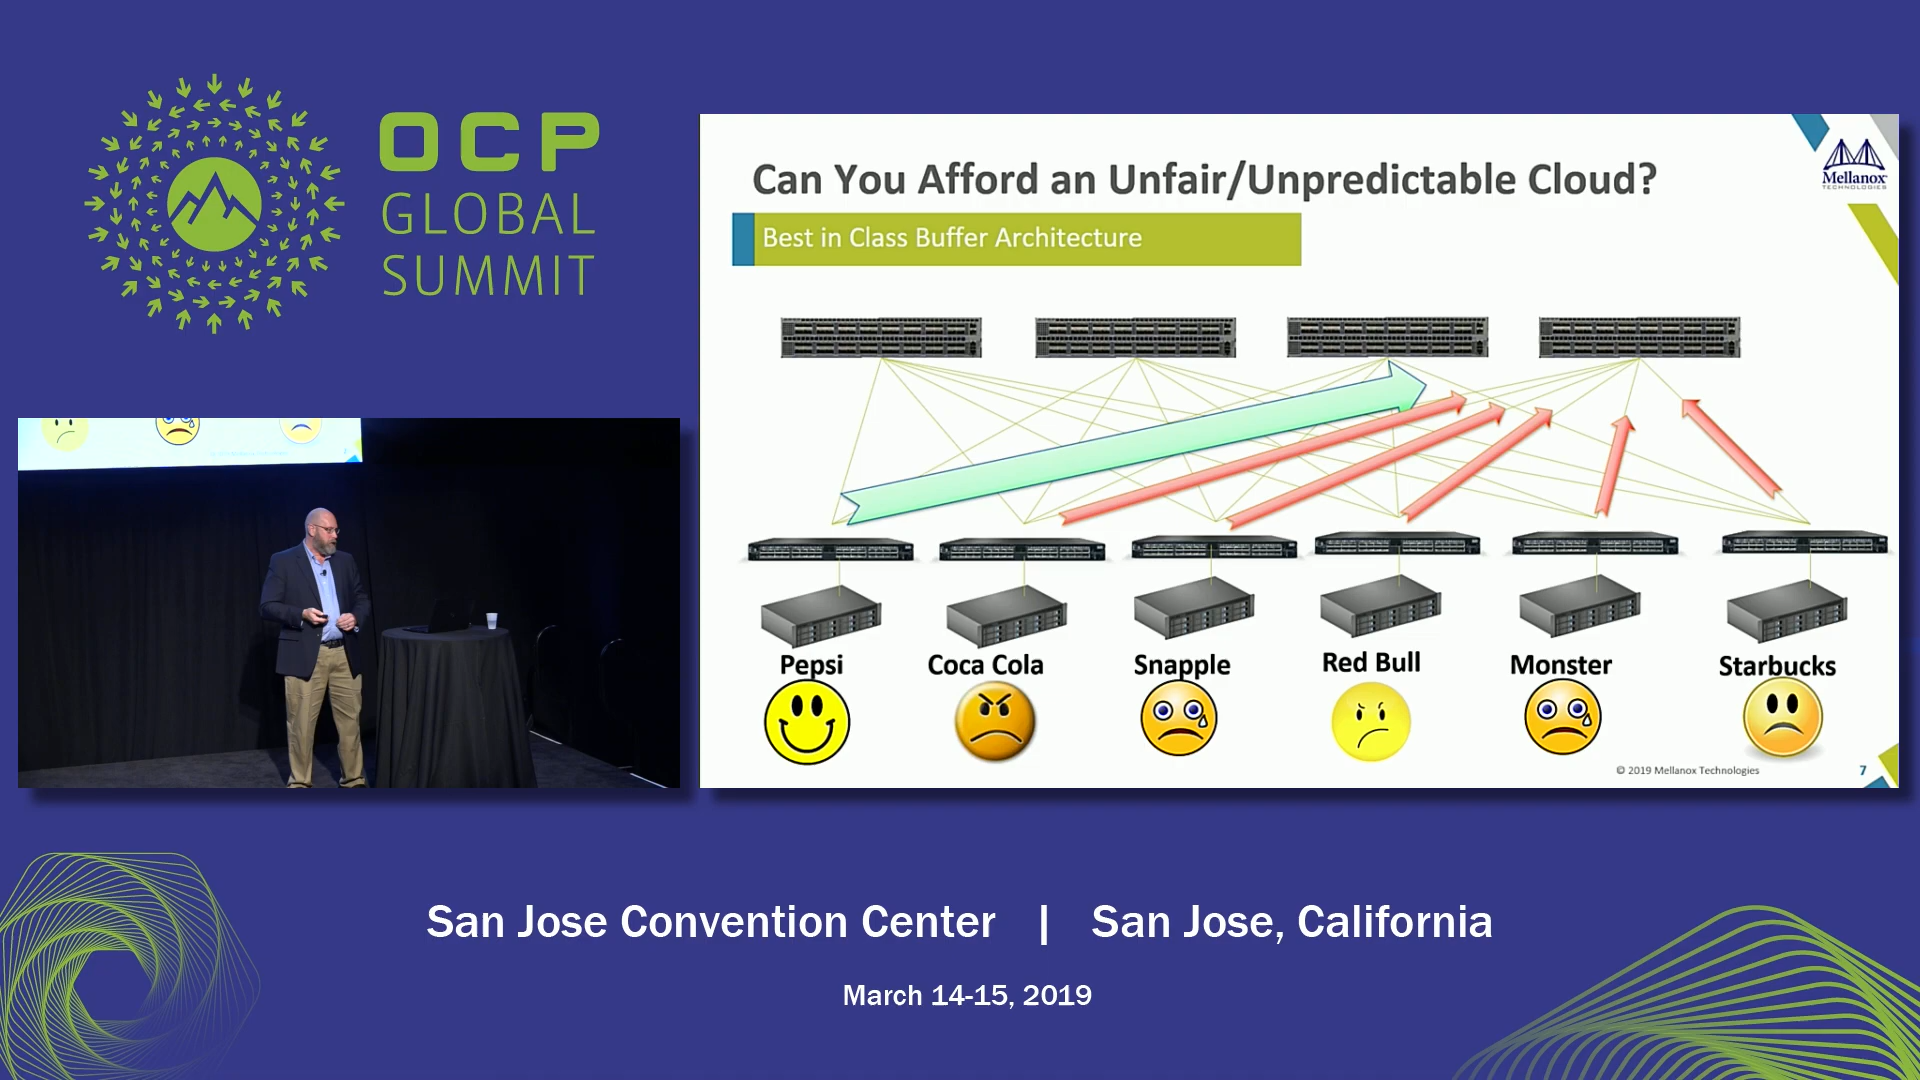 OCP
GLOBAL
SUMMIT
Can You Afford an Unfair/Unpredictable Cloud?
Mellanox
TECHNOLOGIES
Best in Class Buffer Architecture
Pepsi
Coca Cola
Snapple
Red Bull
Monster
Starbucks
© 2019 Mellanox Technologies
7
San Jose Convention Center | San Jose, California
March 14-15, 2019